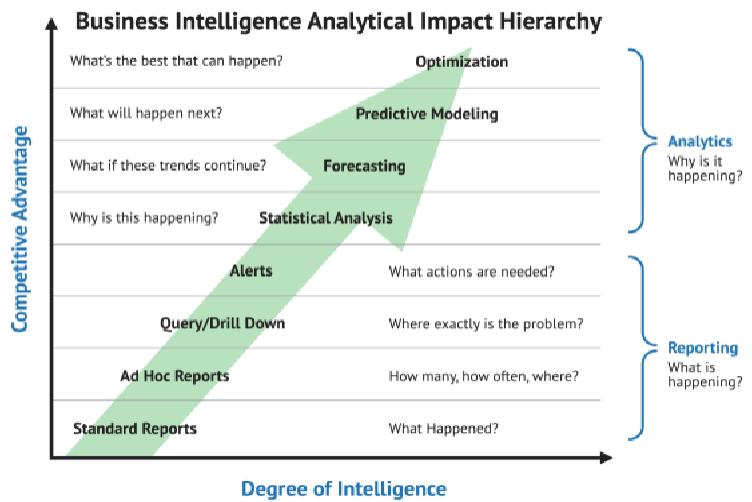 Business Intelligence Analytical Impact Hierarchy
What's the best that can happen? Optimization
What will happen next? Predictive Modeling
What if these trends continue? Forecasting
Why is this happening? Statistical Analysis
Alerts What actions are needed?
Query/Drill Down Where exactly is the problem?
Ad Hoc Reports How many, how often, where?
Standard Reports What Happened?
Analytics
Why is it
happening?
Reporting
What is
happening?
Competitive Advantage
Degree of Intelligence